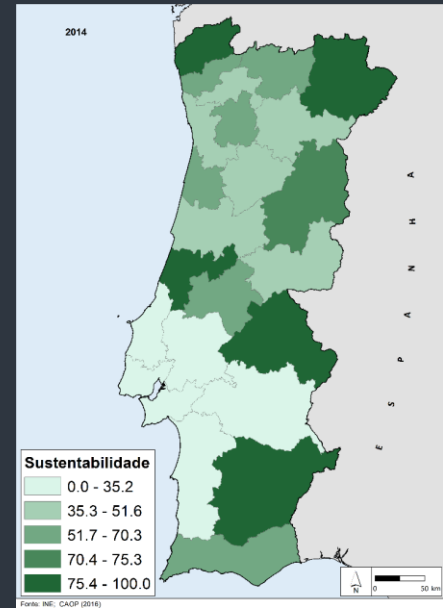 2014
ESPANHA
Sustentabilidade
0.0 - 35.2
35.3 - 51.6
51.7 - 70.3
70.4 - 75.3
75.4 - 100.0
N
0 50 km
Fonte: INE; CAOP (2016)